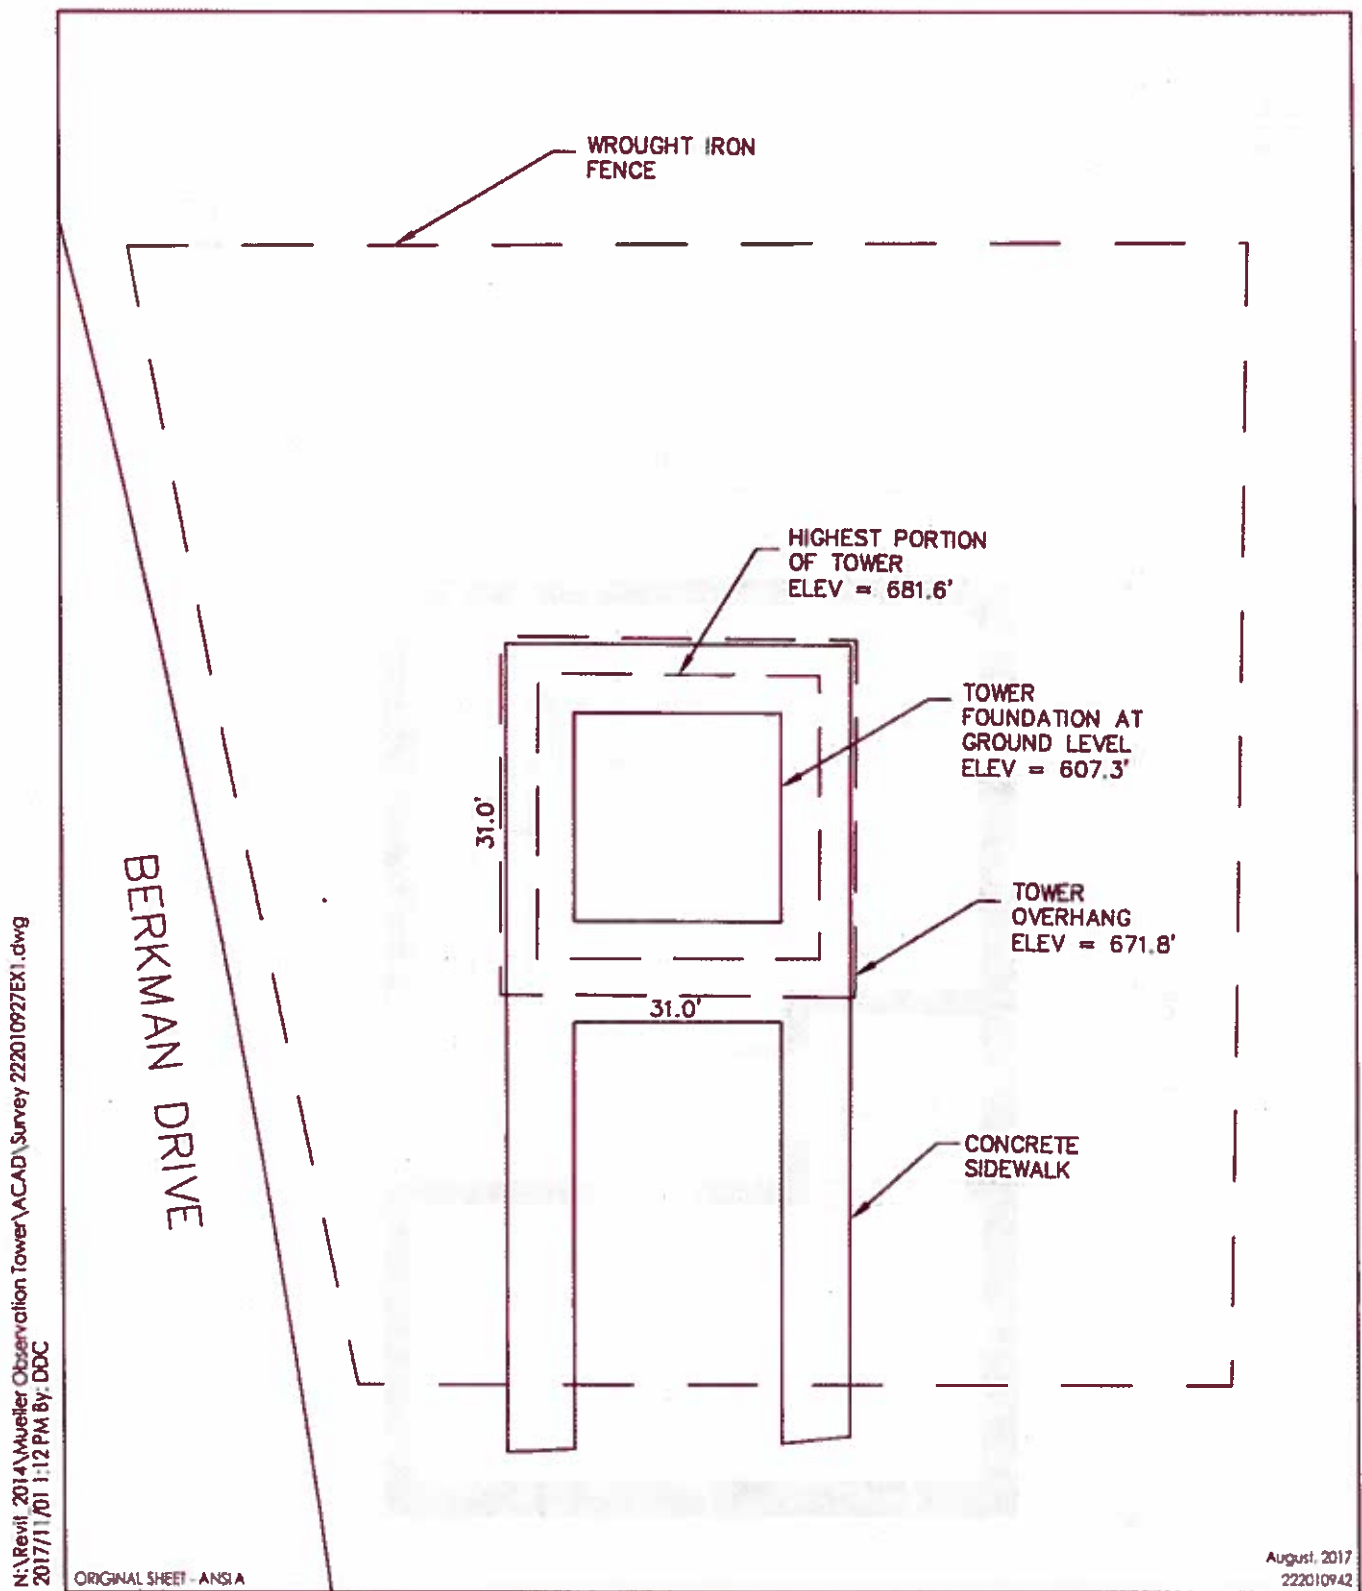 WROUGHT IRON
FENCE
HIGHEST PORTION
OF TOWER
ELEV = 681.6'
TOWER
FOUNDATION AT
GROUND LEVEL
ELEV = 607.3'
31.0'
TOWER
OVERHANG
ELEV = 671.8'
31.0'
BERKMAN DRIVE
CONCRETE
SIDEWALK
N:\Revit_2014\Mueller Observation Tower\ACAD\Survey 222010927EX1.dwg
2017/11/01 1:12 PM By: DDC
ORIGINAL SHEET - ANSI A
August, 2017
222010942